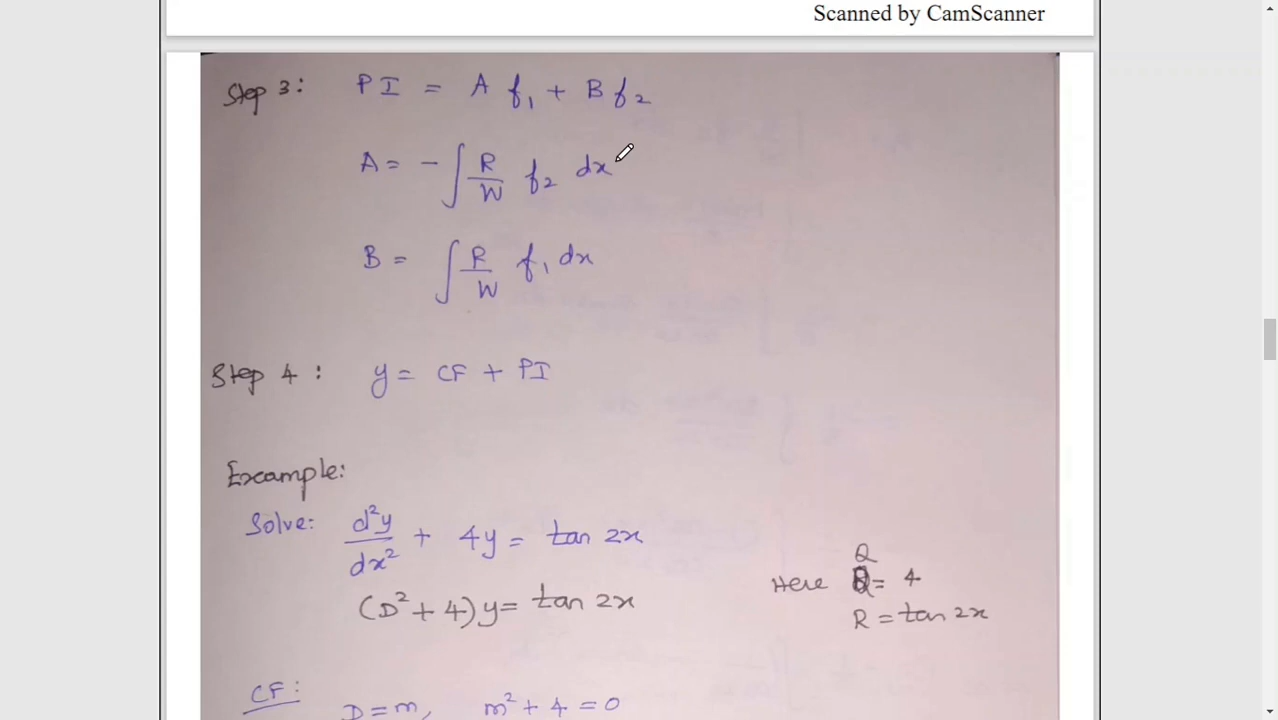 Scanned by CamScanner
Step 3: PI = A f₁ + B f₂
A = - ∫ R/W f₂ dx
B = ∫ R/W f₁ dx
Step 4: y = CF + PI
Example:
Solve: d²y/dx² + 4y = tan 2x
Q
Here = 4
(D² + 4)y = tan 2x
R = tan 2x
CF:
D = m, m² + 4 = 0